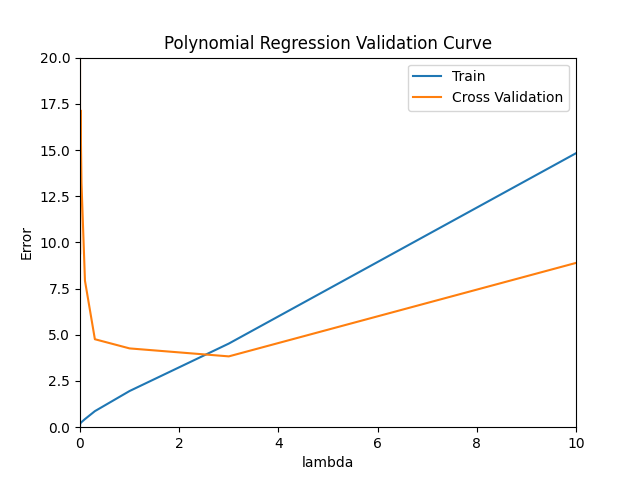 Polynomial Regression Validation Curve
Train
Cross Validation
Error
20.0
17.5
15.0
12.5
10.0
7.5
5.0
2.5
0.0
0 2 4 6 8 10
lambda